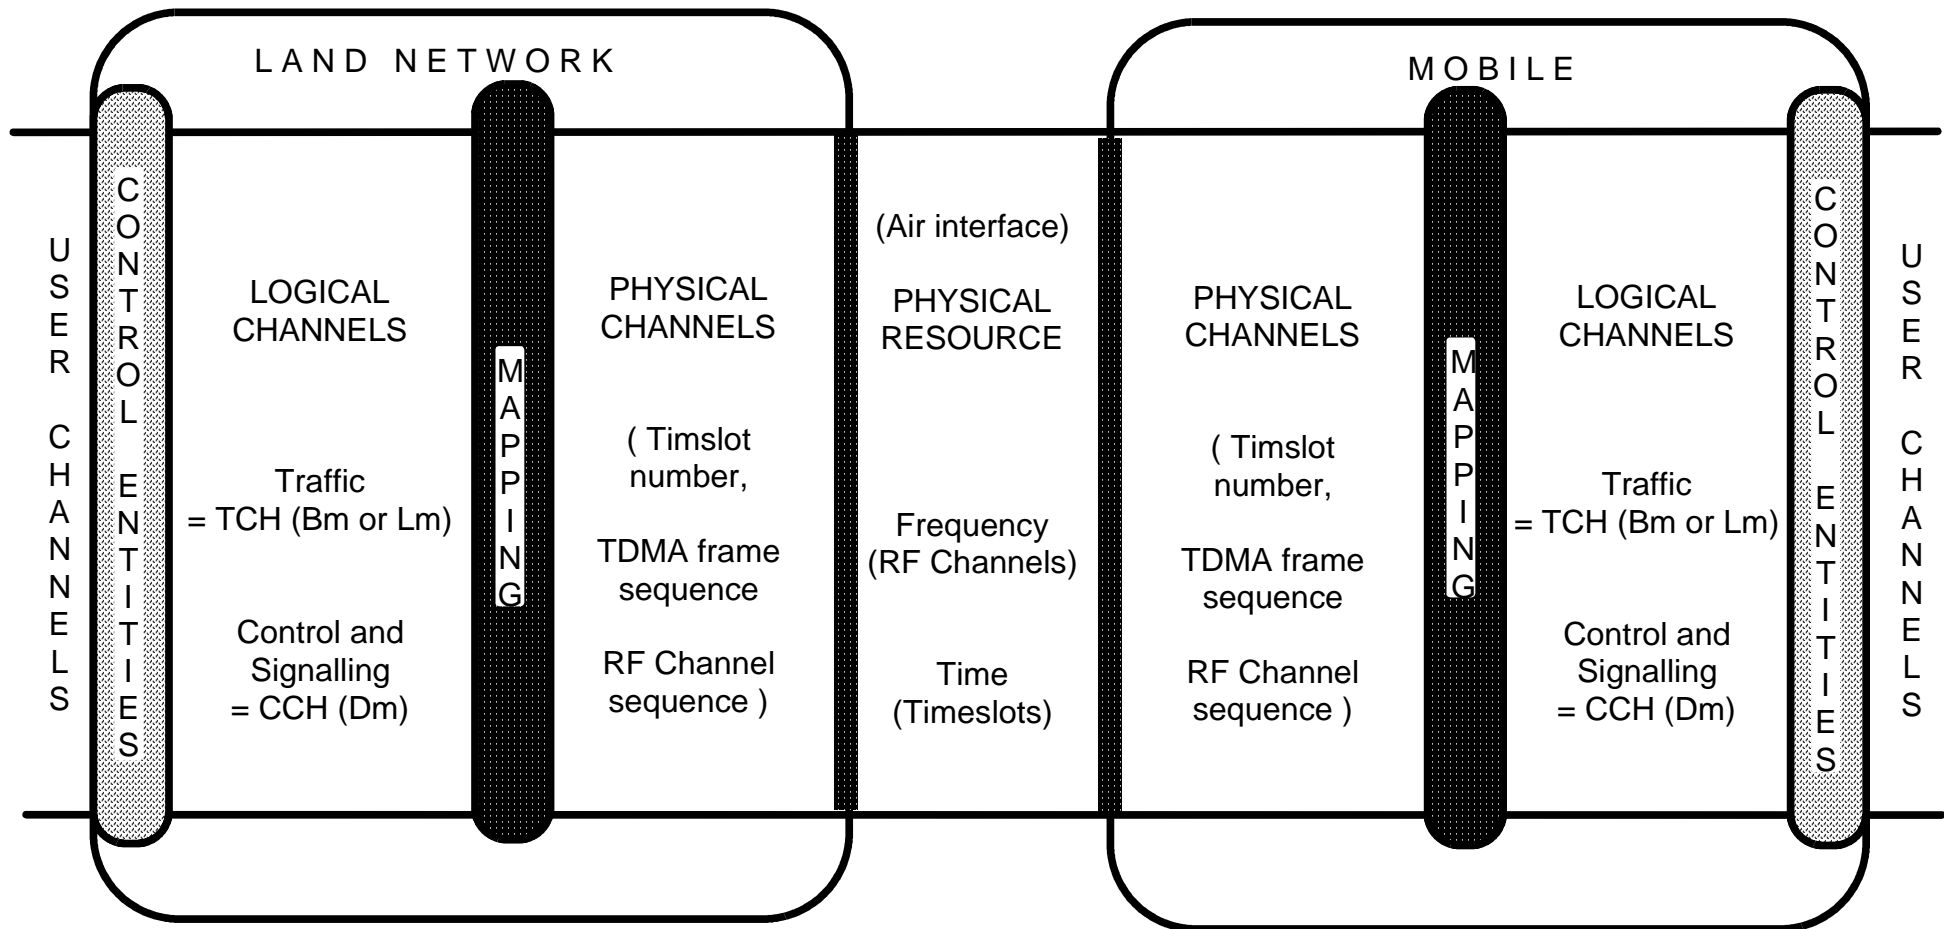 LAND NETWORK
MOBILE
USER CHANNELS
CONTROL ENTITIES
LOGICAL
CHANNELS
Traffic
= TCH (Bm or Lm)
Control and
Signalling
= CCH (Dm)
MAPPING
PHYSICAL
CHANNELS
( Timslot
number,
TDMA frame
sequence
RF Channel
sequence )
(Air interface)
PHYSICAL
RESOURCE
Frequency
(RF Channels)
Time
(Timeslots)
PHYSICAL
CHANNELS
( Timslot
number,
TDMA frame
sequence
RF Channel
sequence )
MAPPING
LOGICAL
CHANNELS
Traffic
= TCH (Bm or Lm)
Control and
Signalling
= CCH (Dm)
CONTROL ENTITIES
USER CHANNELS